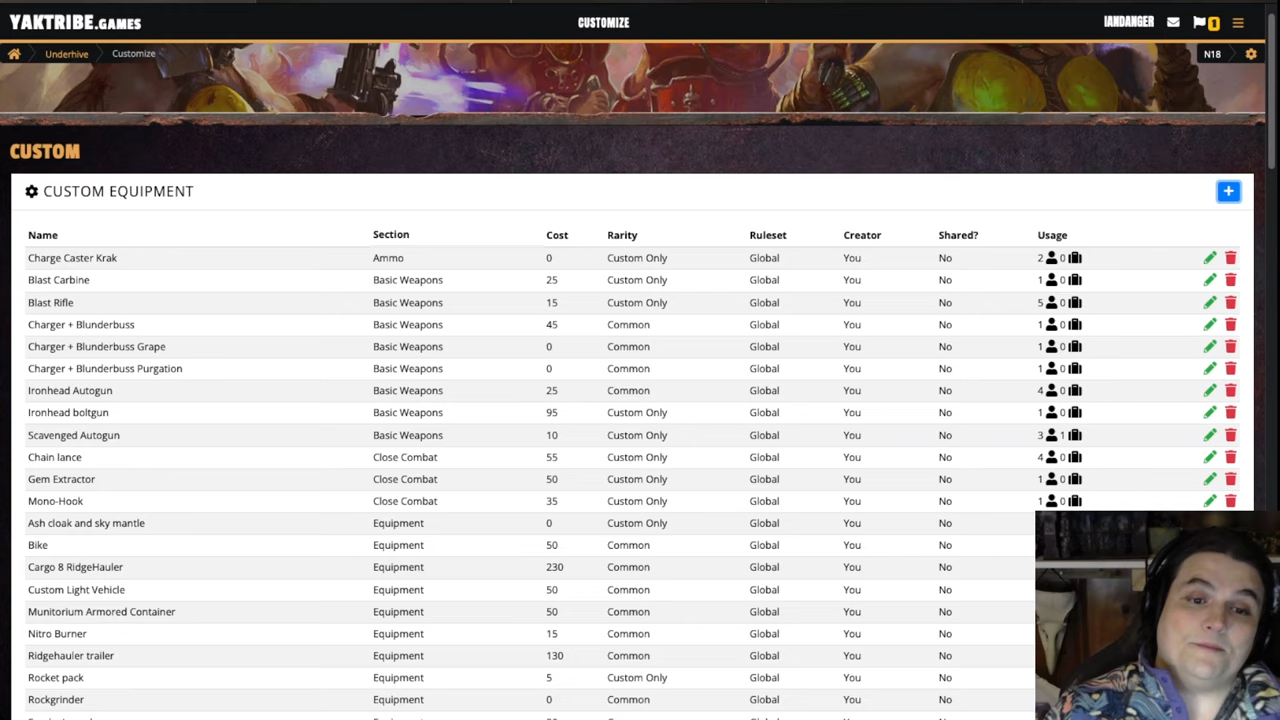 YAKTRIBE.GAMES CUSTOMIZE IANDANGER 1
Underhive Customize N18
CUSTOM
CUSTOM EQUIPMENT +
Name Section Cost Rarity Ruleset Creator Shared? Usage
Charge Caster Krak Ammo 0 Custom Only Global You No 2 0
Blast Carbine Basic Weapons 25 Custom Only Global You No 1 0
Blast Rifle Basic Weapons 15 Custom Only Global You No 5 0
Charger + Blunderbuss Basic Weapons 45 Common Global You No 1 0
Charger + Blunderbuss Grape Basic Weapons 0 Common Global You No 1 0
Charger + Blunderbuss Purgation Basic Weapons 0 Common Global You No 1 0
Ironhead Autogun Basic Weapons 25 Common Global You No 4 0
Ironhead boltgun Basic Weapons 95 Custom Only Global You No 1 0
Scavenged Autogun Basic Weapons 10 Custom Only Global You No 3 1
Chain lance Close Combat 55 Custom Only Global You No 4 0
Gem Extractor Close Combat 50 Custom Only Global You No 1 0
Mono-Hook Close Combat 35 Custom Only Global You No 1 0
Ash cloak and sky mantle Equipment 0 Custom Only Global You No
Bike Equipment 50 Common Global You No
Cargo 8 RidgeHauler Equipment 230 Common Global You No
Custom Light Vehicle Equipment 50 Common Global You No
Munitorium Armored Container Equipment 50 Common Global You No
Nitro Burner Equipment 15 Common Global You No
Ridgehauler trailer Equipment 130 Common Global You No
Rocket pack Equipment 5 Custom Only Global You No
Rockgrinder Equipment 0 Common Global You No